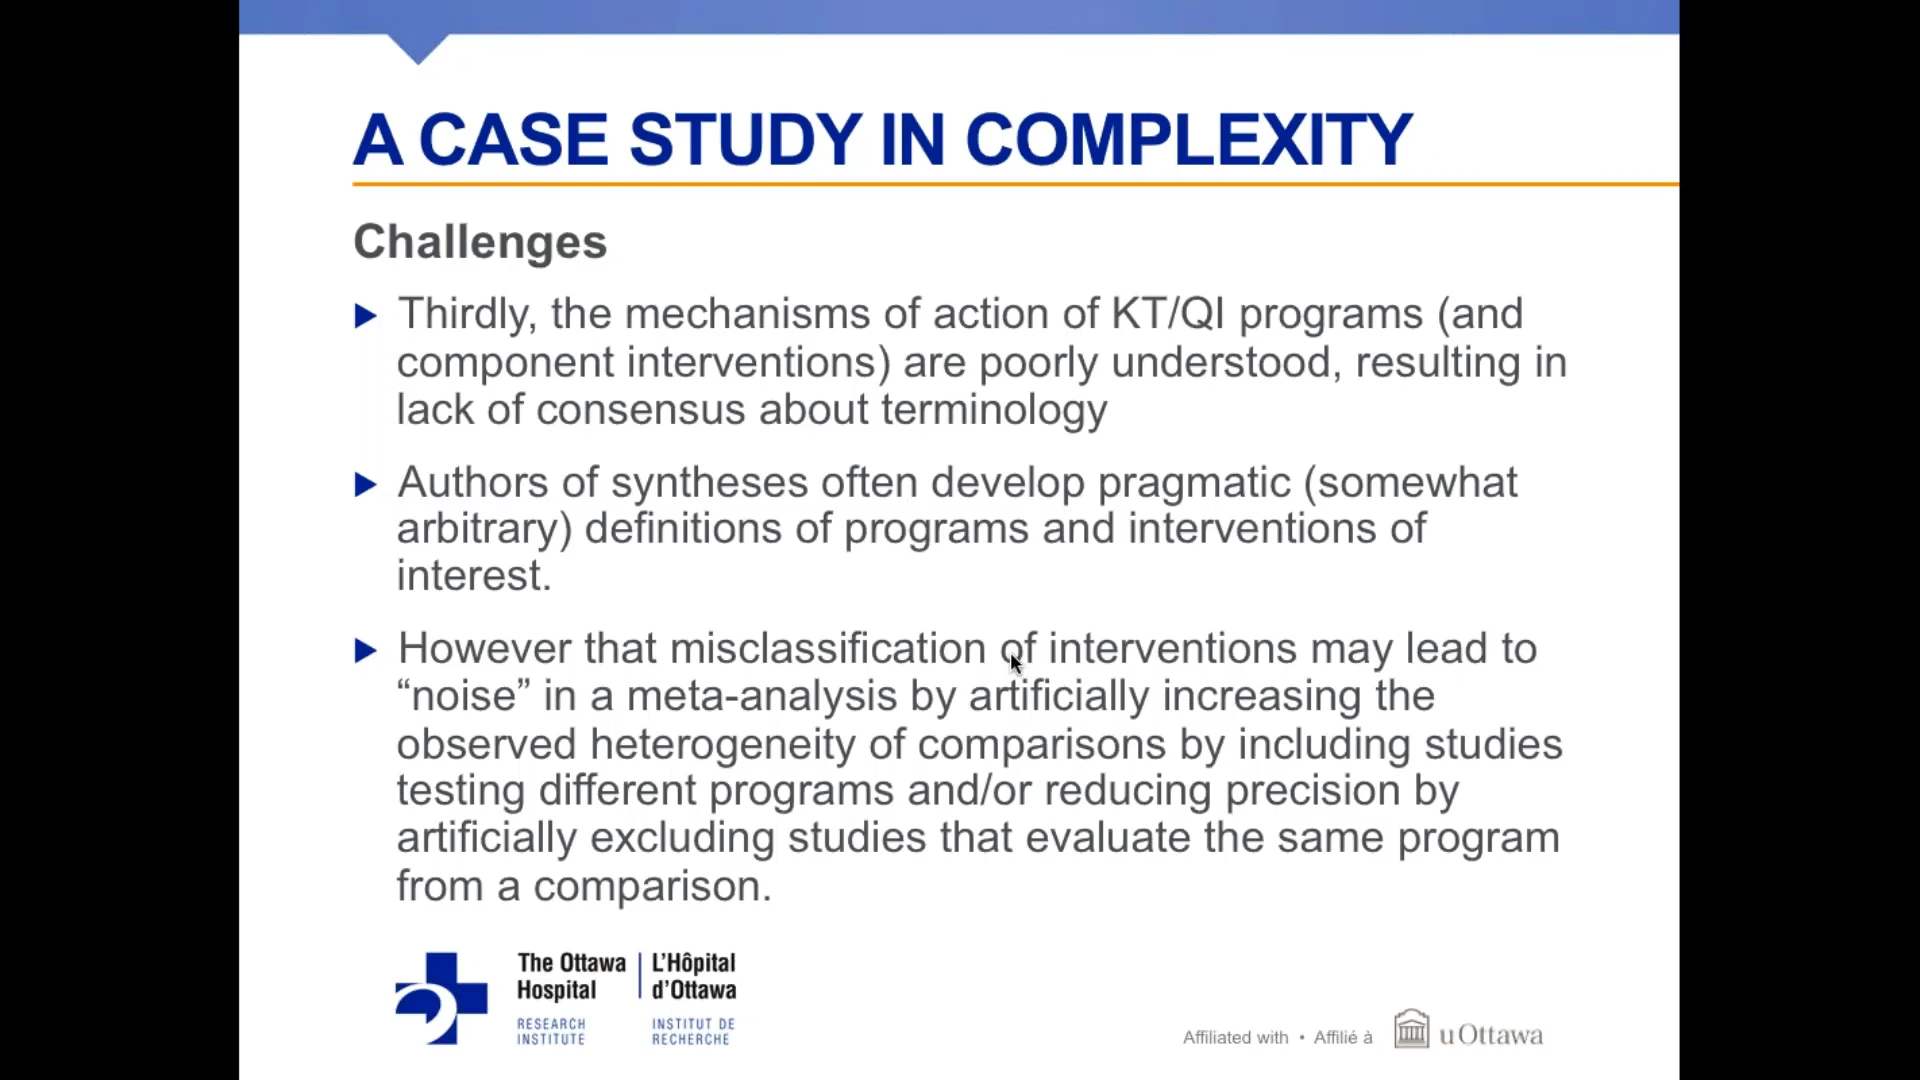 A CASE STUDY IN COMPLEXITY
Challenges
Thirdly, the mechanisms of action of KT/QI programs (and
component interventions) are poorly understood, resulting in
lack of consensus about terminology
Authors of syntheses often develop pragmatic (somewhat
arbitrary) definitions of programs and interventions of
interest.
However that misclassification of interventions may lead to
“noise” in a meta-analysis by artificially increasing the
observed heterogeneity of comparisons by including studies
testing different programs and/or reducing precision by
artificially excluding studies that evaluate the same program
from a comparison.
The Ottawa
Hospital
RESEARCH
INSTITUTE
L’Hôpital
d’Ottawa
INSTITUT DE
RECHERCHE
Affiliated with • Affilié à
uOttawa